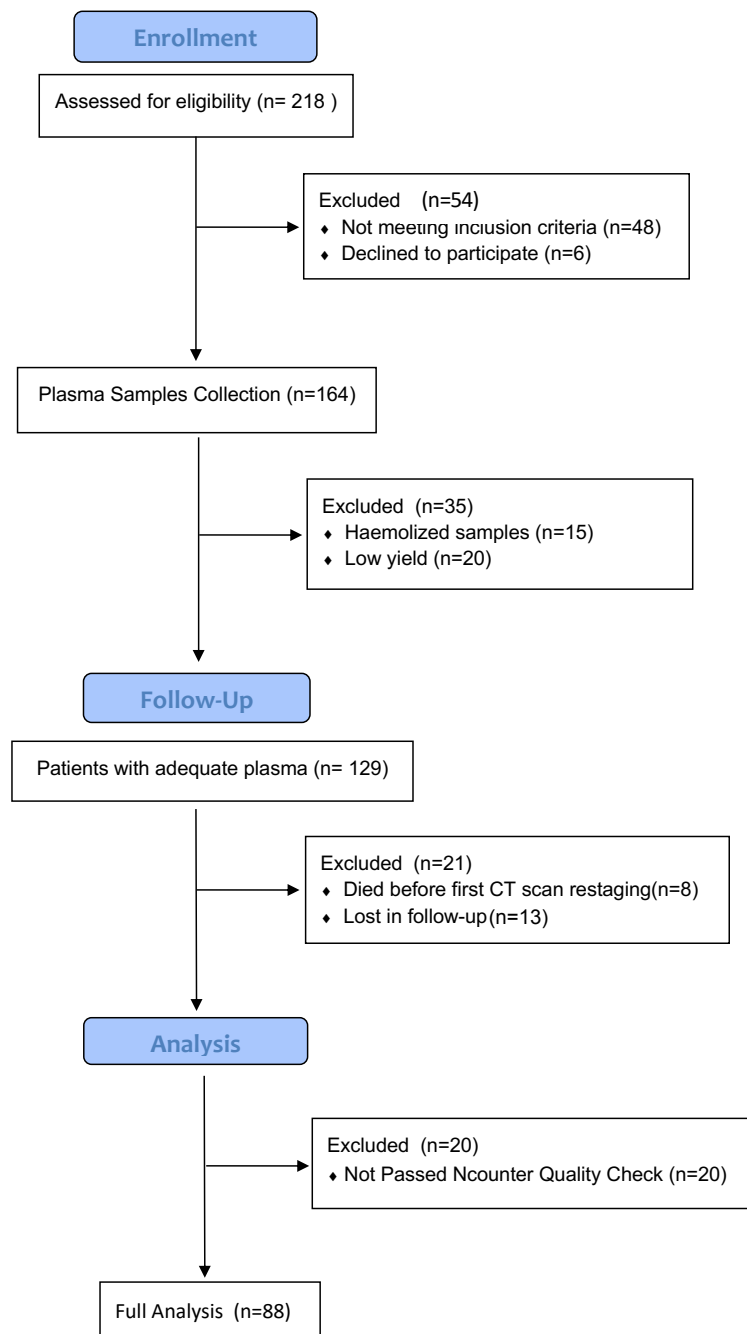 Enrollment
Assessed for eligibility (n= 218 )
Excluded (n=54)
♦ Not meeting inclusion criteria (n=48)
♦ Declined to participate (n=6)
Plasma Samples Collection (n=164)
Excluded (n=35)
♦ Haemolized samples (n=15)
♦ Low yield (n=20)
Follow-Up
Patients with adequate plasma (n= 129)
Excluded (n=21)
♦ Died before first CT scan restaging(n=8)
♦ Lost in follow-up(n=13)
Analysis
Excluded (n=20)
♦ Not Passed Ncounter Quality Check (n=20)
Full Analysis (n=88)